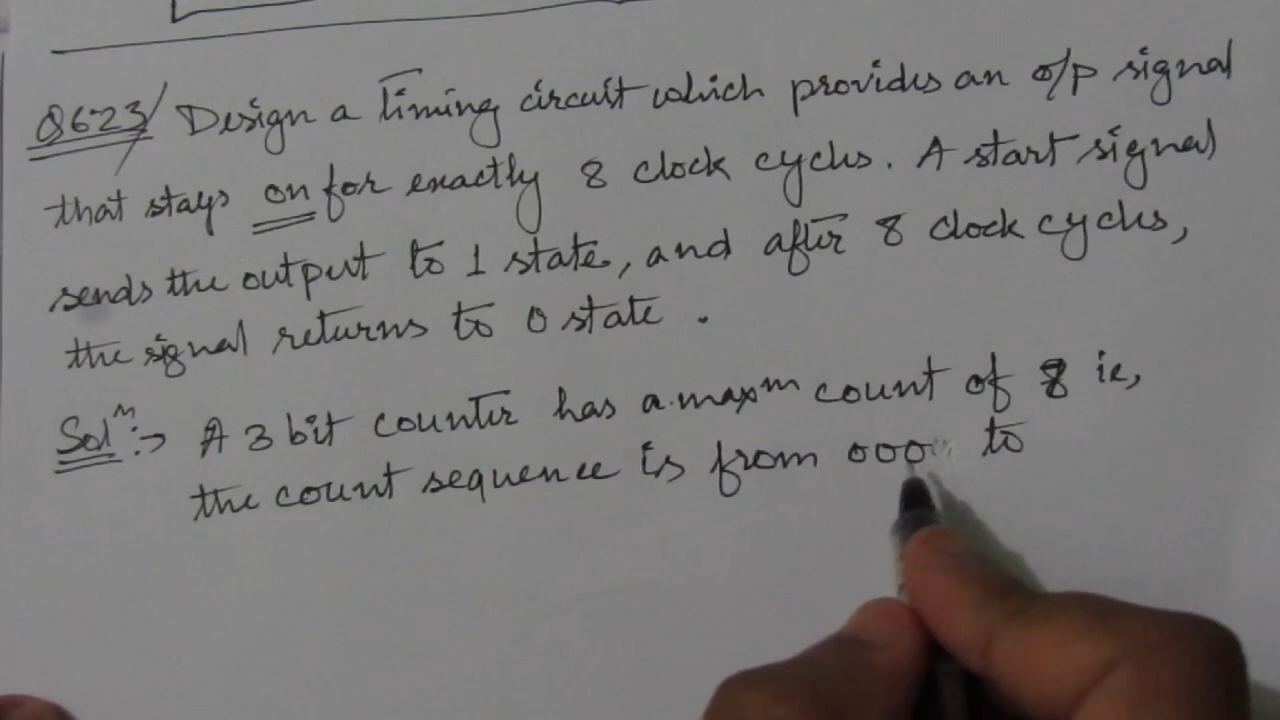 Q6.23/ Design a timing circuit which provides an o/p signal
that stays on for exactly 8 clock cycles. A start signal
sends the output to 1 state, and after 8 clock cycles,
the signal returns to 0 state.
Solⁿ:→ A 3 bit counter has a maxᵐ count of 8 ie,
the count sequence is from 000 to